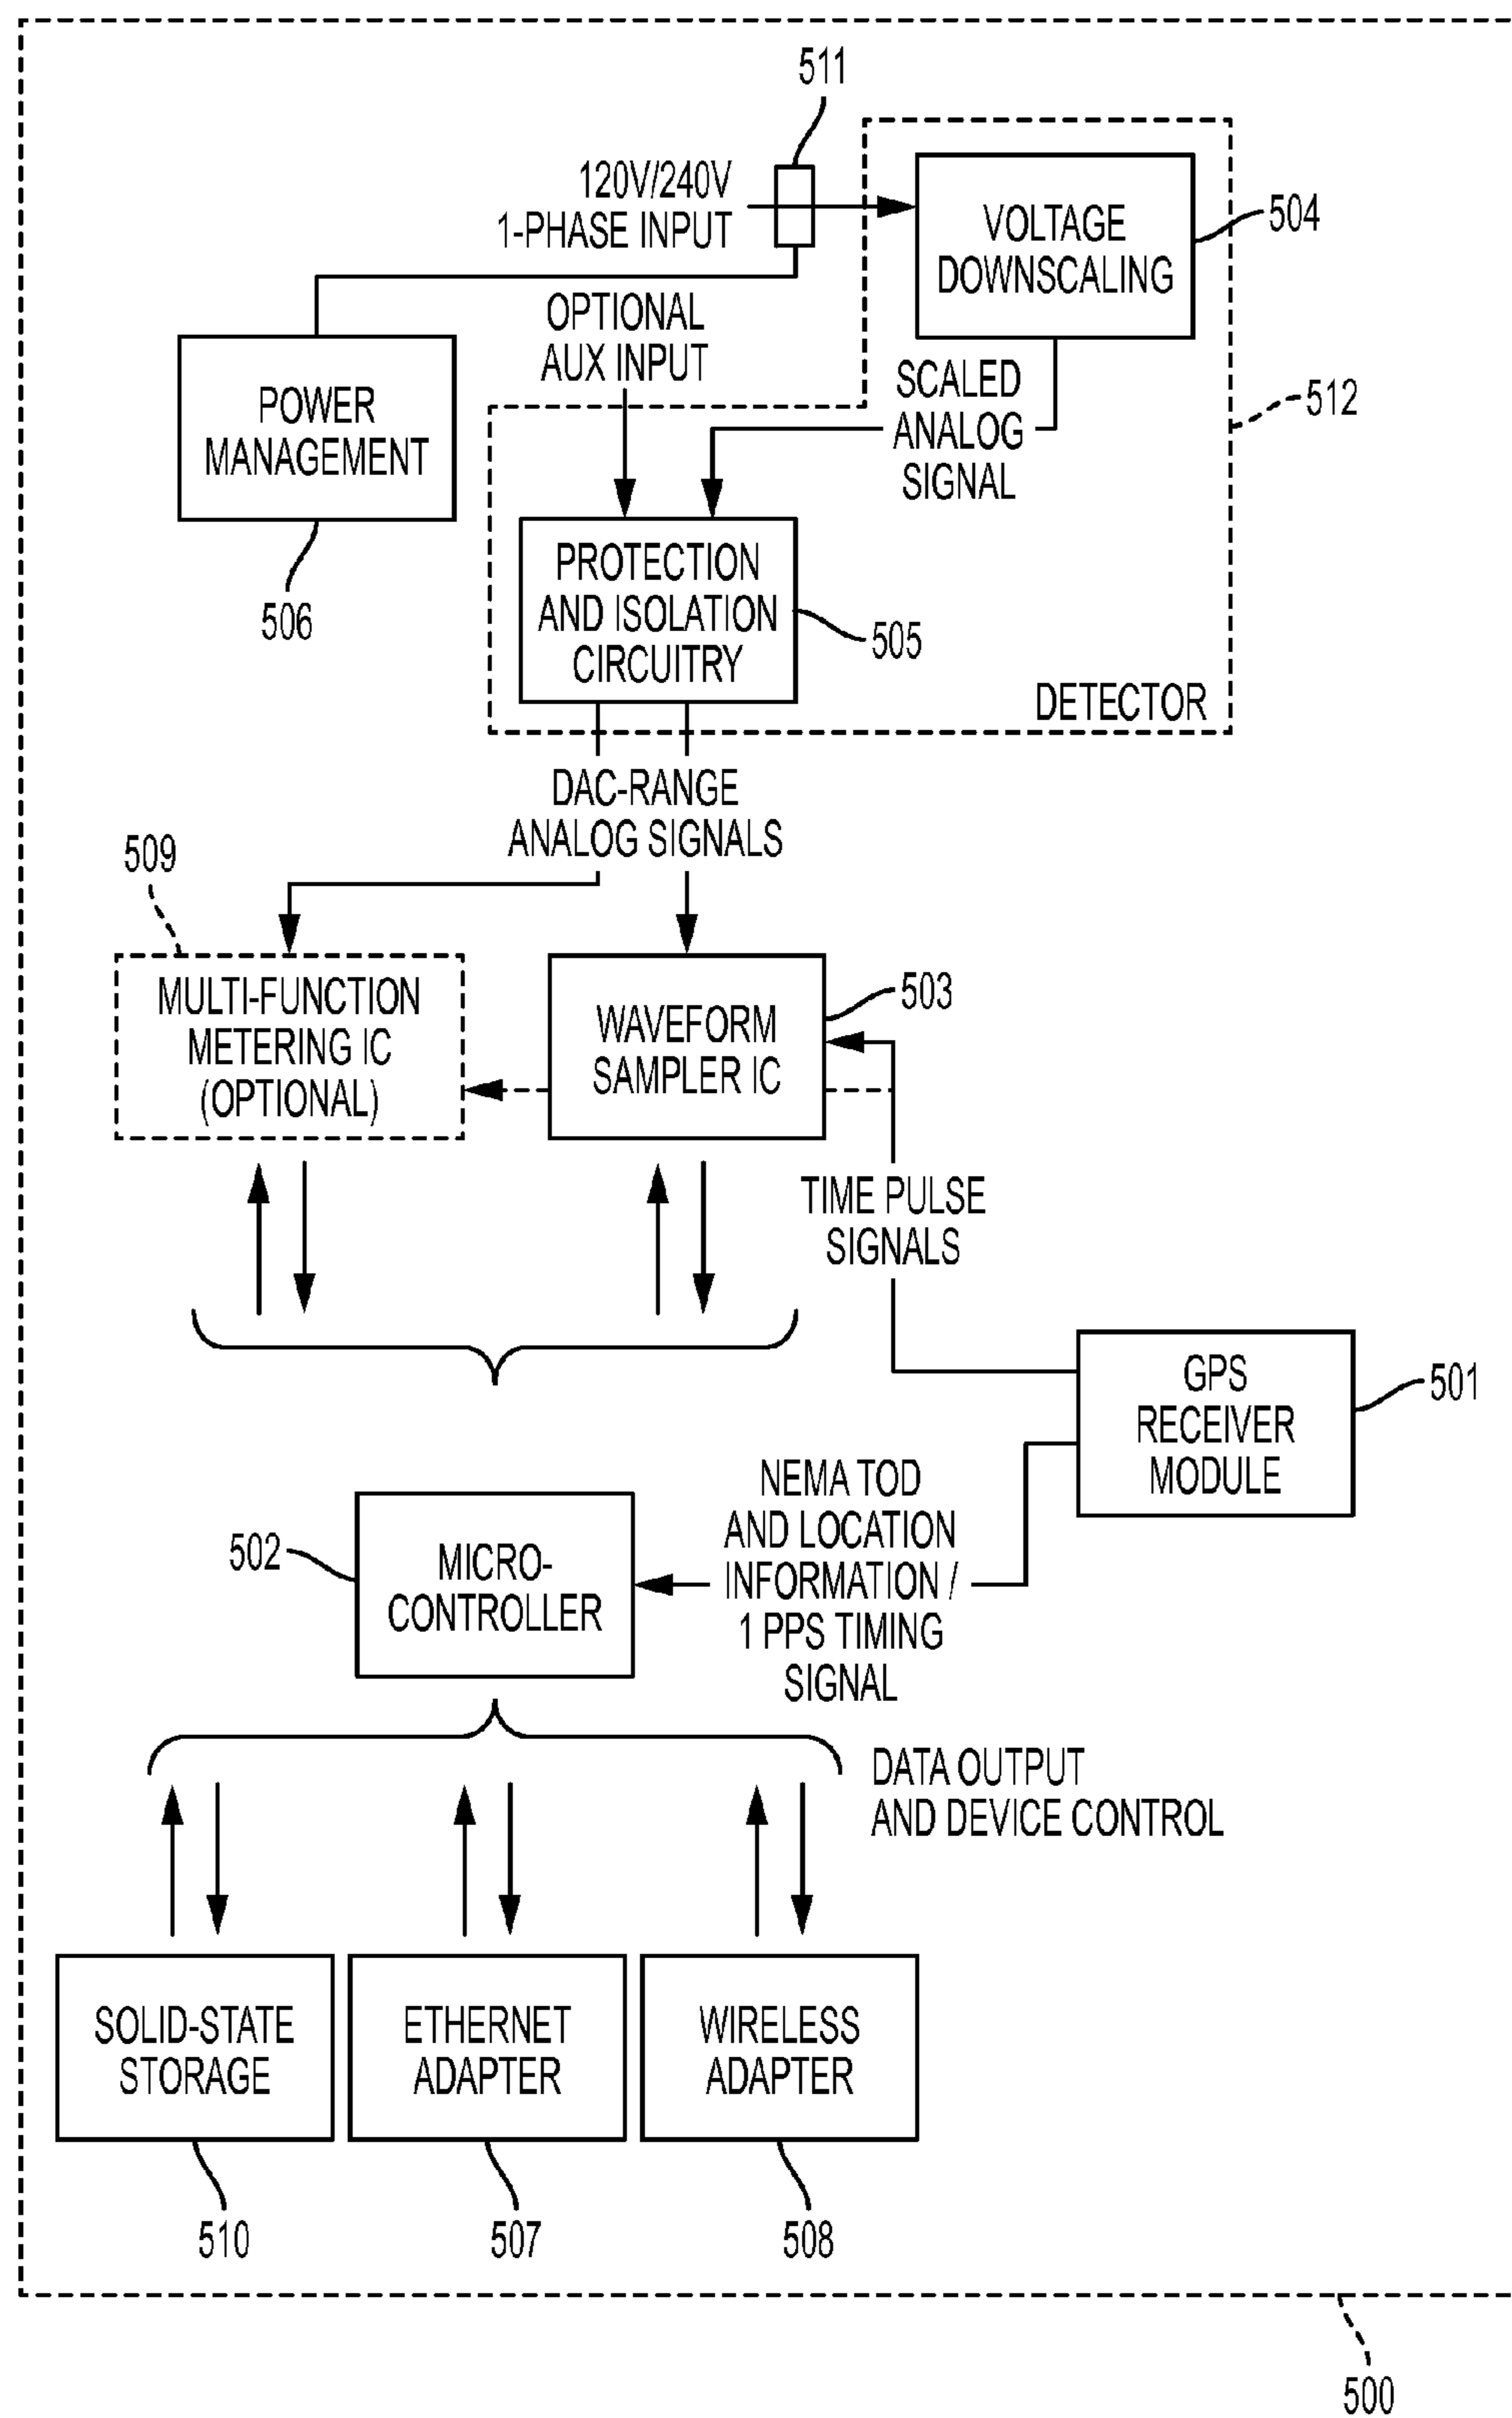 511
120V/240V
1-PHASE INPUT
VOLTAGE
DOWNSCALING
504
OPTIONAL
AUX INPUT
SCALED
ANALOG
SIGNAL
512
POWER
MANAGEMENT
506
PROTECTION
AND ISOLATION
CIRCUITRY
505
DETECTOR
DAC-RANGE
ANALOG SIGNALS
509
MULTI-FUNCTION
METERING IC
(OPTIONAL)
WAVEFORM
SAMPLER IC
503
TIME PULSE
SIGNALS
GPS
RECEIVER
MODULE
501
NEMA TOD
AND LOCATION
INFORMATION /
1 PPS TIMING
SIGNAL
502
MICRO-
CONTROLLER
DATA OUTPUT
AND DEVICE CONTROL
SOLID-STATE
STORAGE
ETHERNET
ADAPTER
WIRELESS
ADAPTER
510
507
508
500